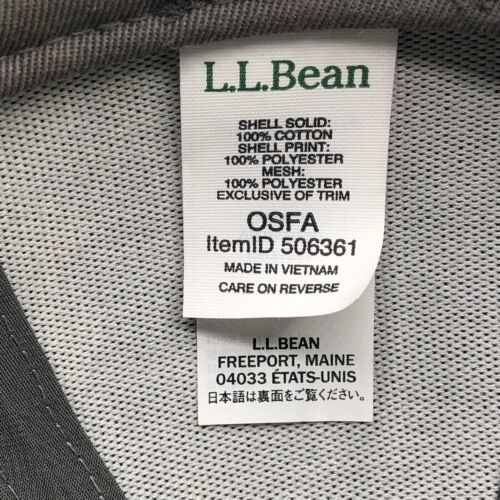 L.L.Bean
SHELL SOLID:
100% COTTON
SHELL PRINT:
100% POLYESTER
MESH:
100% POLYESTER
EXCLUSIVE OF TRIM
OSFA
ItemID 506361
MADE IN VIETNAM
CARE ON REVERSE
L.L.BEAN
FREEPORT, MAINE
04033 ÉTATS-UNIS
日本語は裏面をご覧ください。